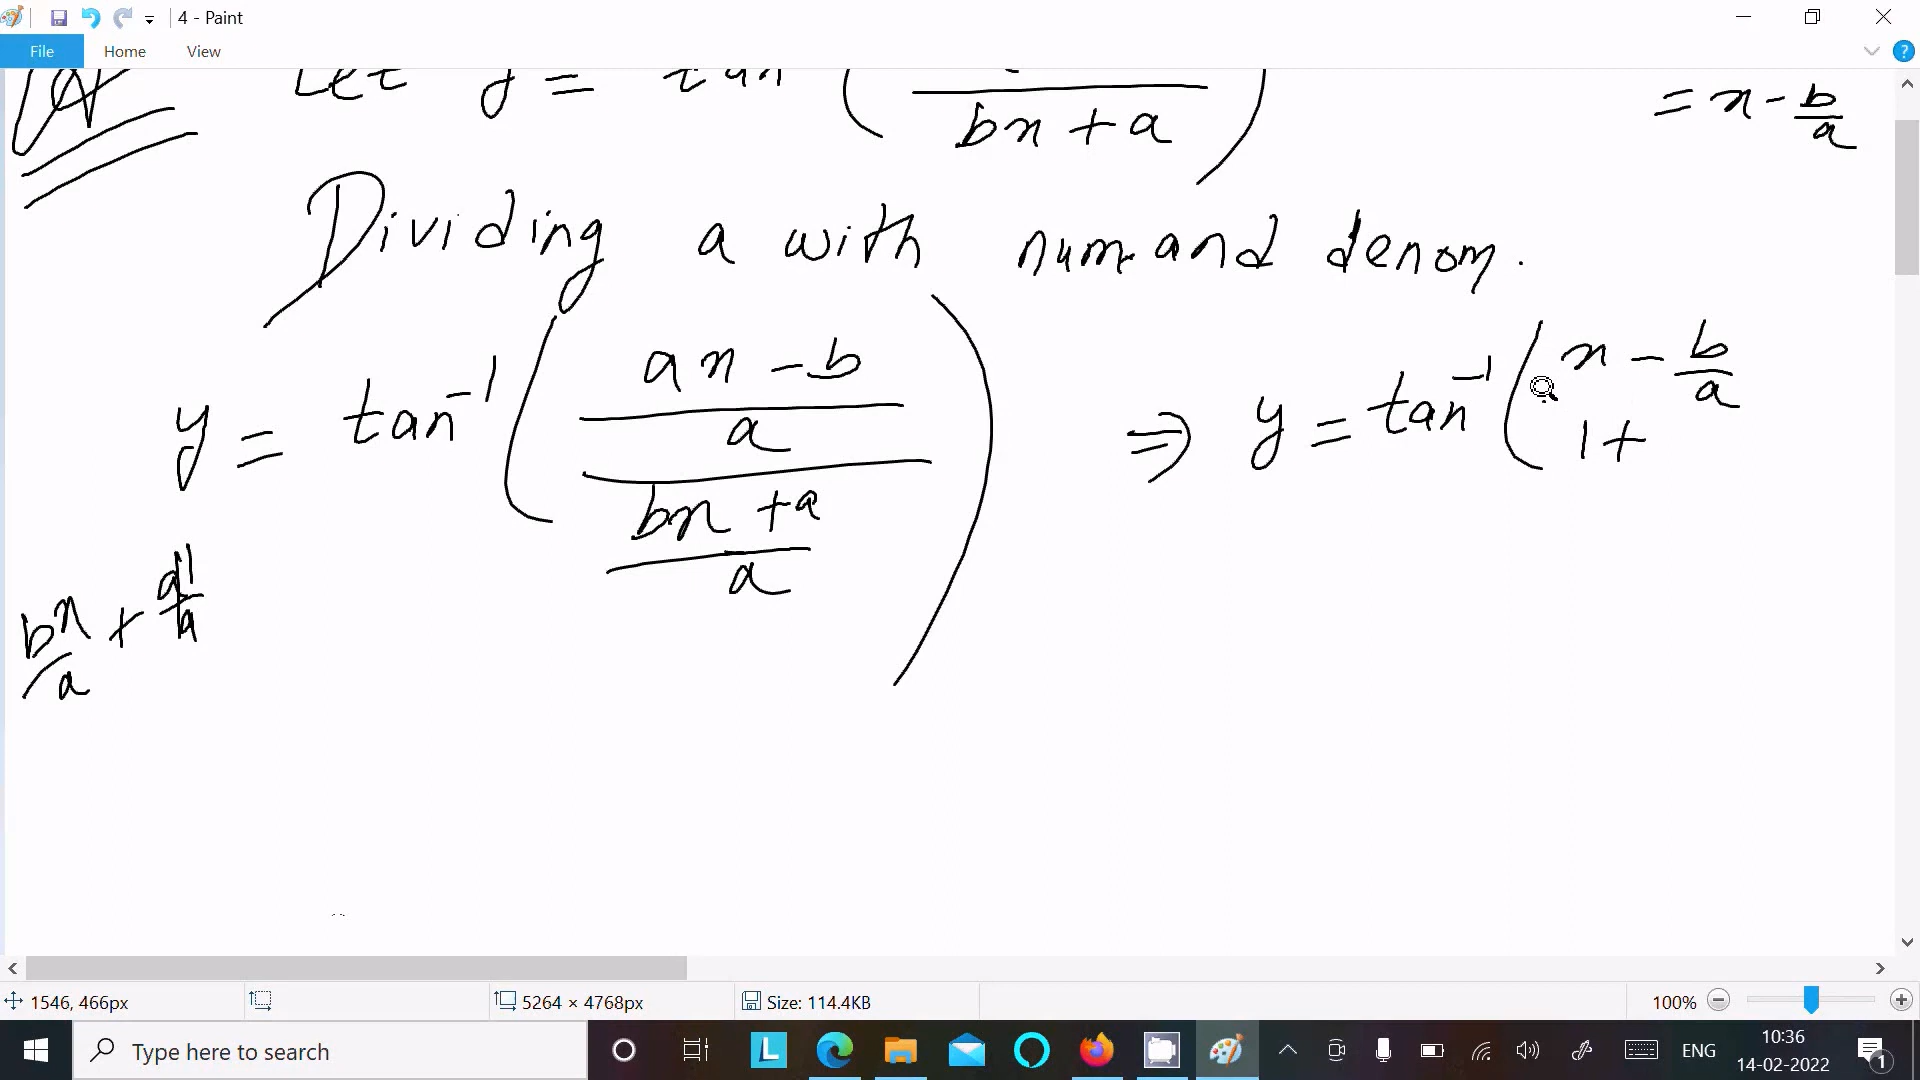 4 - Paint
File Home View
Let y = tan ( / bx + a )
= x - b/a
Dividing a with num. and denom.
y = tan⁻¹ ( (ax - b)/a / (bx + a)/a ) ⇒ y = tan⁻¹ ( x - b/a
1 +
bx/a + a/a
1546, 466px 5264 × 4768px Size: 114.4KB 100%
Type here to search
L
ENG
10:36
14-02-2022
1